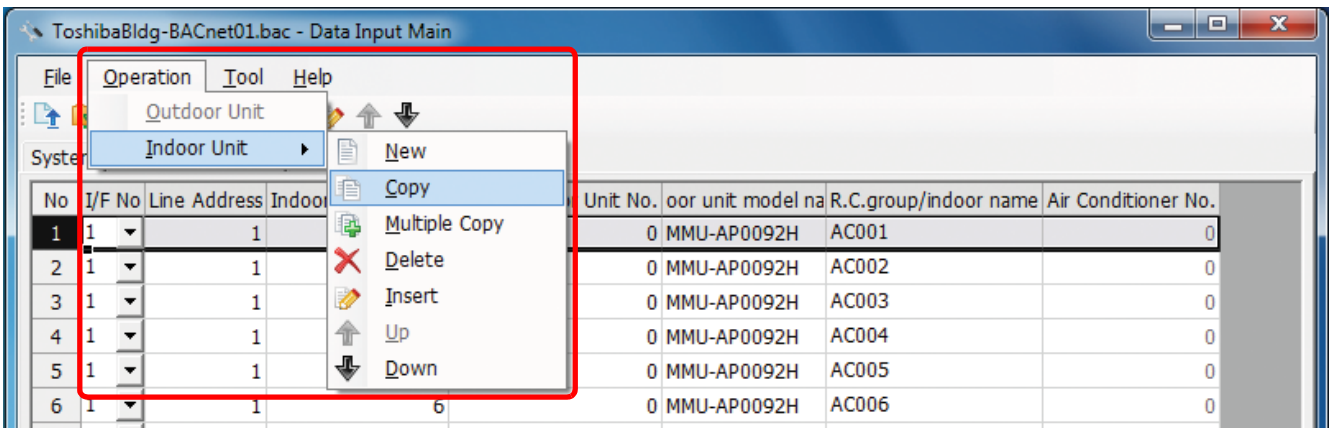 ToshibaBldg-BACnet01.bac - Data Input Main
File Operation Tool Help
Outdoor Unit
Indoor Unit
New
Copy
Multiple Copy
Delete
Insert
Up
Down
No I/F No Line Address Indoor Unit No. oor unit model na R.C.group/indoor name Air Conditioner No.
1 1 1 0 MMU-AP0092H AC001 0
2 1 1 0 MMU-AP0092H AC002 0
3 1 1 0 MMU-AP0092H AC003 0
4 1 1 0 MMU-AP0092H AC004 0
5 1 1 0 MMU-AP0092H AC005 0
6 1 1 6 0 MMU-AP0092H AC006 0